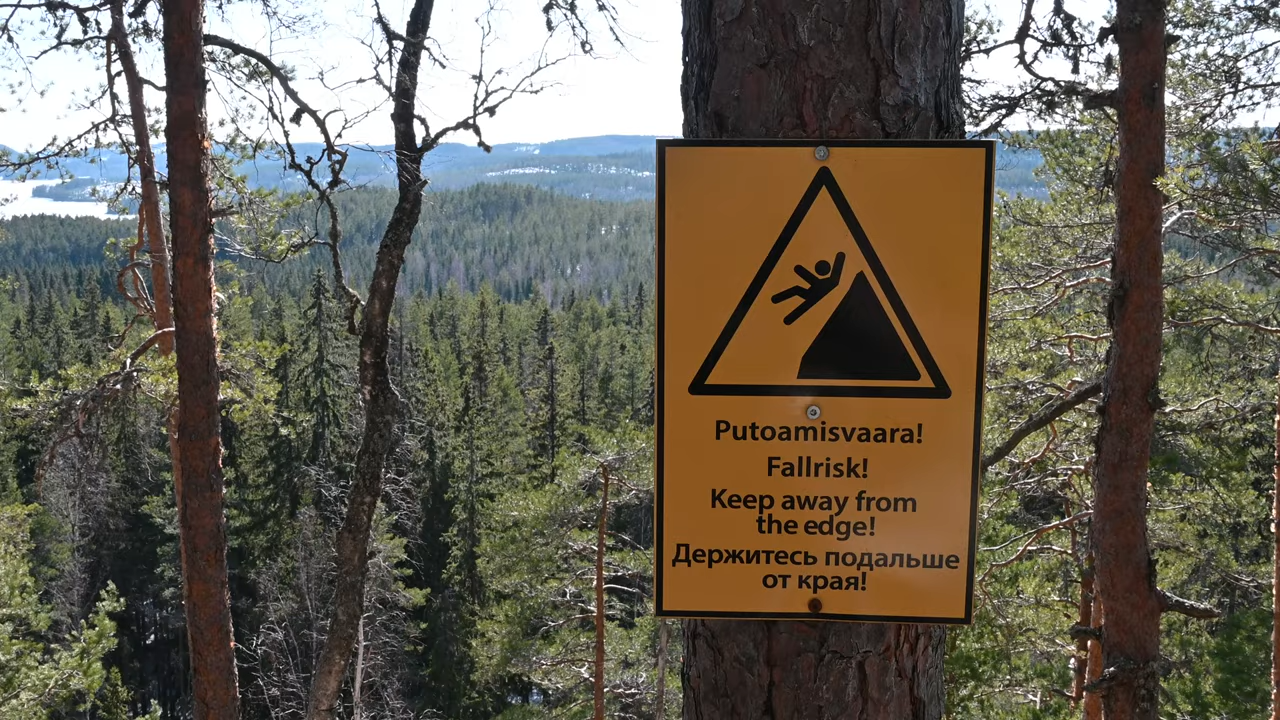 Putoamisvaara!
Fallrisk!
Keep away from
the edge!
Держитесь подальше
от края!